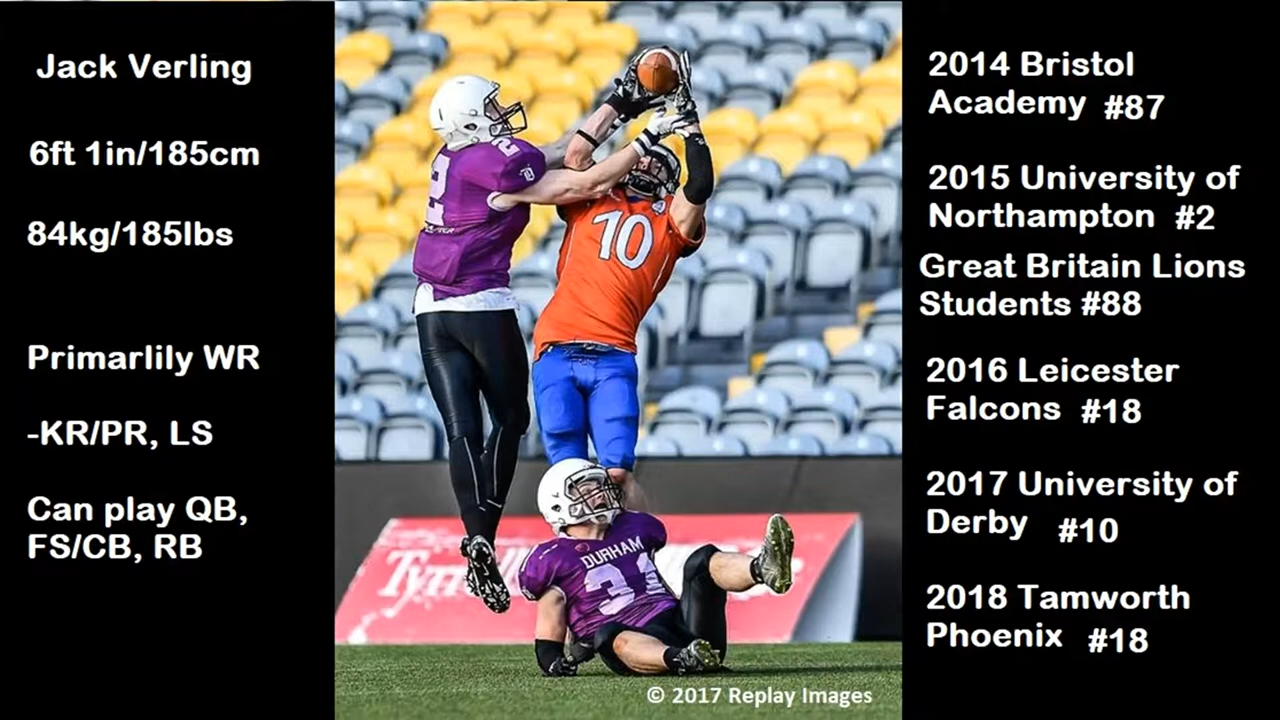 Jack Verling
6ft 1in/185cm
84kg/185lbs
Primarlily WR
-KR/PR, LS
Can play QB,
FS/CB, RB
2
2
10
DURHAM
31
© 2017 Replay Images
2014 Bristol
Academy #87
2015 University of
Northampton #2
Great Britain Lions
Students #88
2016 Leicester
Falcons #18
2017 University of
Derby #10
2018 Tamworth
Phoenix #18